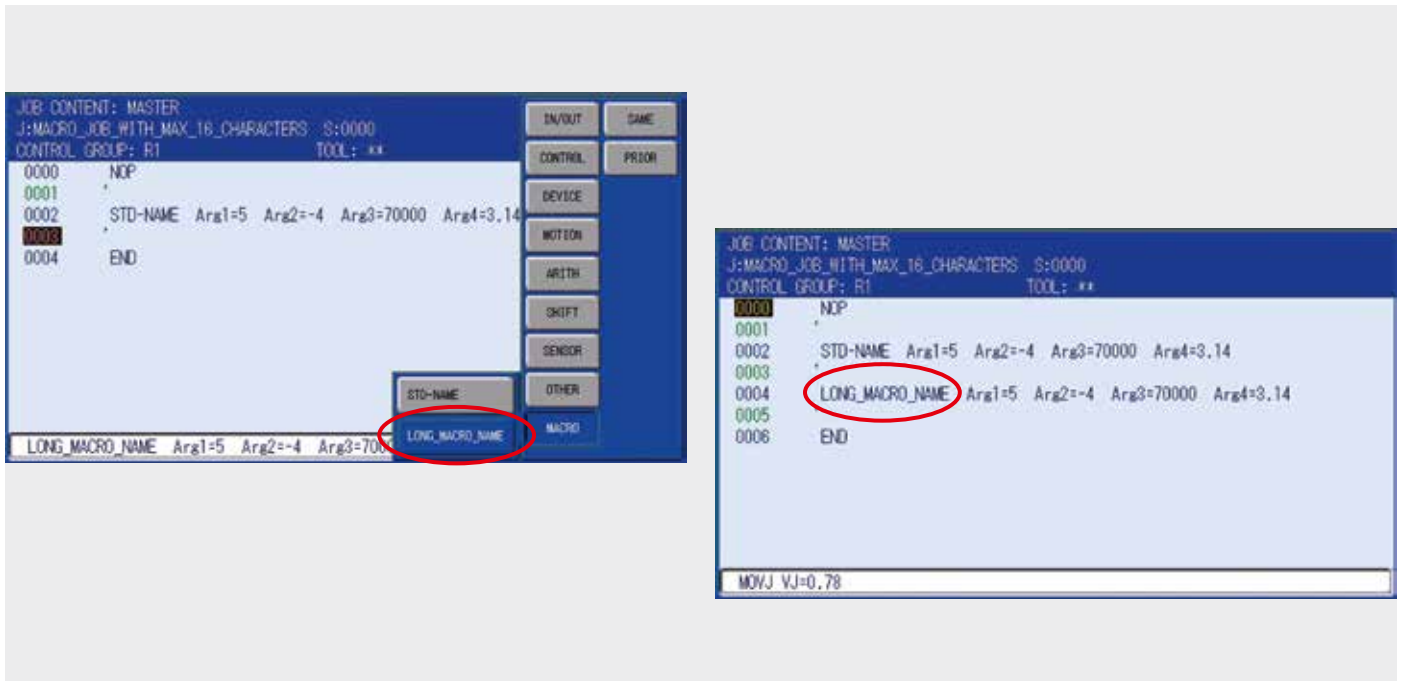 JOB CONTENT: MASTER
J:MACRO_JOB_WITH_MAX_16_CHARACTERS S:0000
CONTROL GROUP: R1 TOOL: **
0000 NOP
0001 '
0002 STD-NAME Arg1=5 Arg2=-4 Arg3=70000 Arg4=3.14
0003 '
0004 END
LONG_MACRO_NAME Arg1=5 Arg2=-4 Arg3=700
STD-NAME
LONG_MACRO_NAME
IN/OUT
CONTROL
DEVICE
MOTION
ARITH
SHIFT
SENSOR
OTHER
MACRO
SAME
PRIOR
JOB CONTENT: MASTER
J:MACRO_JOB_WITH_MAX_16_CHARACTERS S:0000
CONTROL GROUP: R1 TOOL: **
0000 NOP
0001 '
0002 STD-NAME Arg1=5 Arg2=-4 Arg3=70000 Arg4=3.14
0003 '
0004 LONG_MACRO_NAME Arg1=5 Arg2=-4 Arg3=70000 Arg4=3.14
0005 '
0006 END
MOVJ VJ=0.78